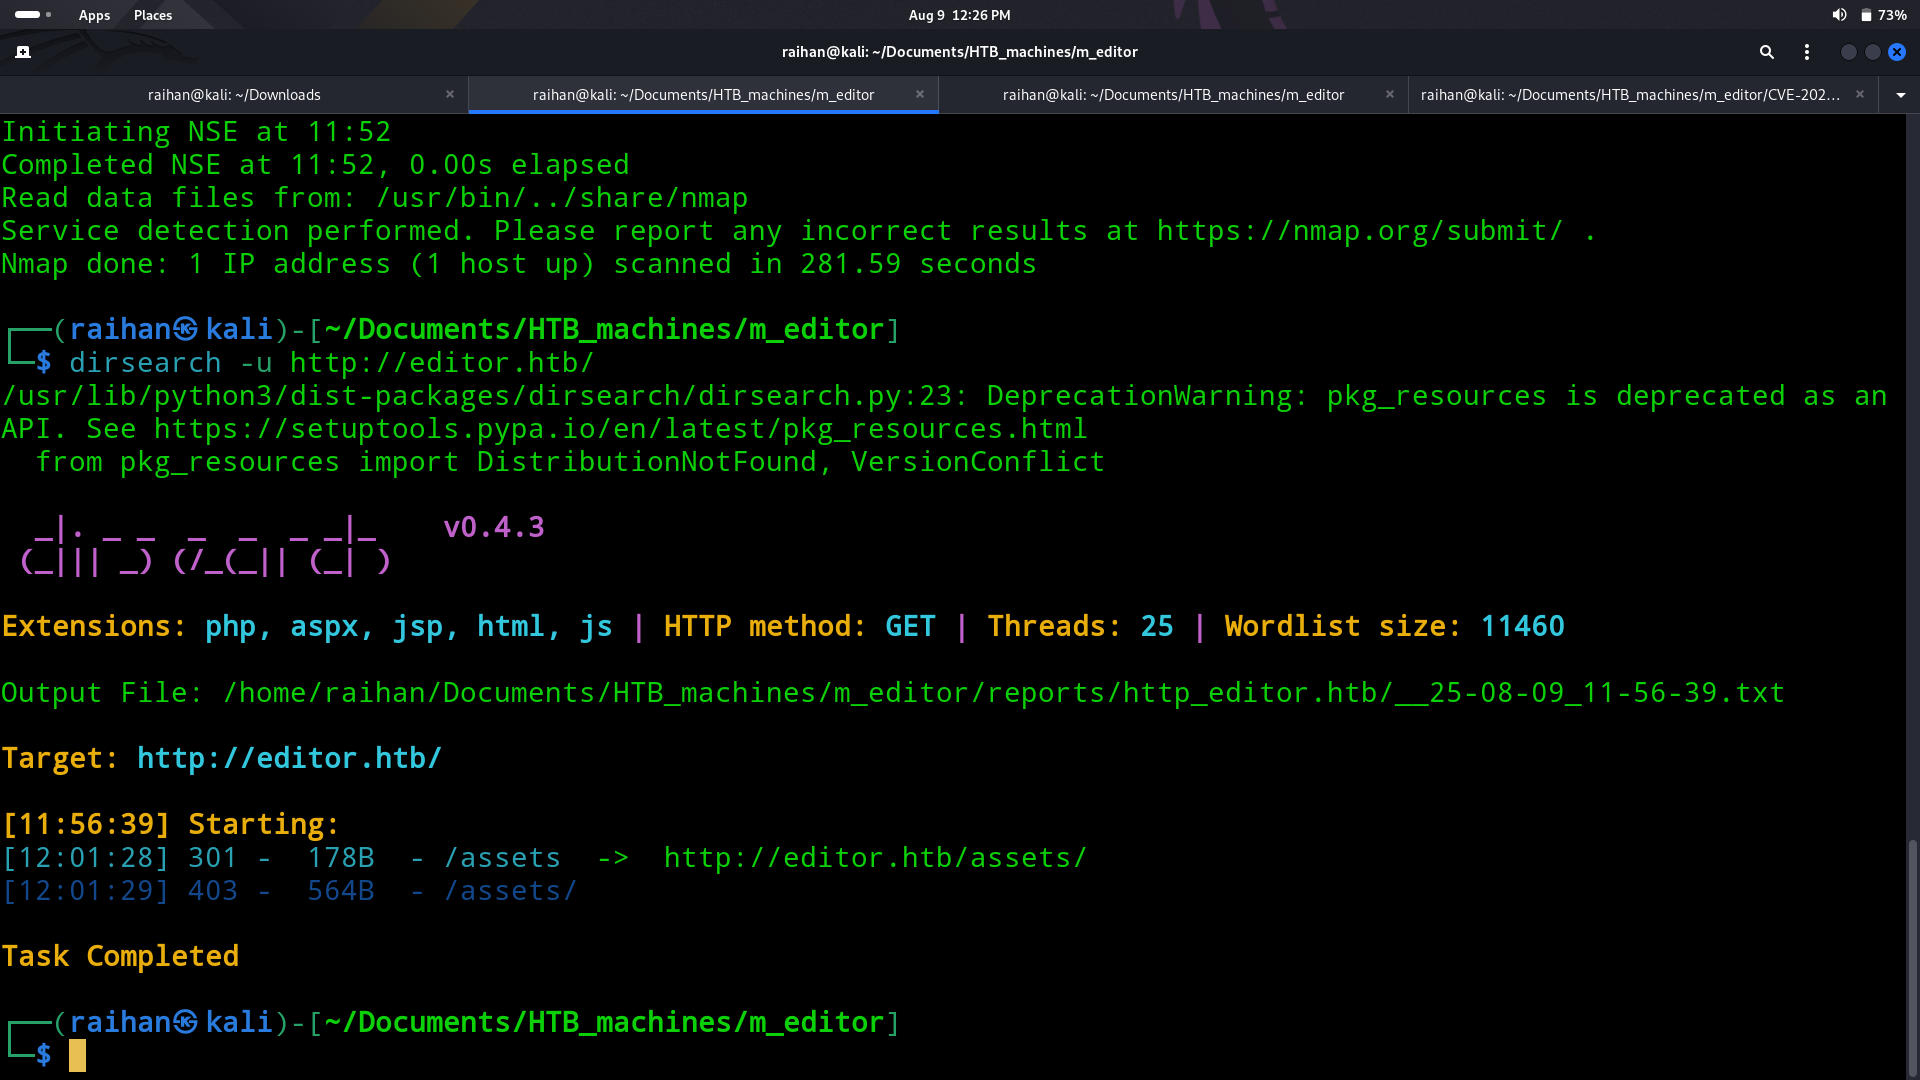 Apps Places Aug 9 12:26 PM 73%
raihan@kali: ~/Documents/HTB_machines/m_editor
raihan@kali: ~/Downloads × raihan@kali: ~/Documents/HTB_machines/m_editor × raihan@kali: ~/Documents/HTB_machines/m_editor × raihan@kali: ~/Documents/HTB_machines/m_editor/CVE-202... ×
Initiating NSE at 11:52
Completed NSE at 11:52, 0.00s elapsed
Read data files from: /usr/bin/../share/nmap
Service detection performed. Please report any incorrect results at https://nmap.org/submit/ .
Nmap done: 1 IP address (1 host up) scanned in 281.59 seconds
┌──(raihan㉿kali)-[~/Documents/HTB_machines/m_editor]
└─$ dirsearch -u http://editor.htb/
/usr/lib/python3/dist-packages/dirsearch/dirsearch.py:23: DeprecationWarning: pkg_resources is deprecated as an
API. See https://setuptools.pypa.io/en/latest/pkg_resources.html
  from pkg_resources import DistributionNotFound, VersionConflict
  _|. _ _  _  _  _ _|_    v0.4.3
 (_||| _) (/_(_|| (_| )
Extensions: php, aspx, jsp, html, js | HTTP method: GET | Threads: 25 | Wordlist size: 11460
Output File: /home/raihan/Documents/HTB_machines/m_editor/reports/http_editor.htb/__25-08-09_11-56-39.txt
Target: http://editor.htb/
[11:56:39] Starting:
[12:01:28] 301 -  178B  - /assets  ->  http://editor.htb/assets/
[12:01:29] 403 -  564B  - /assets/
Task Completed
┌──(raihan㉿kali)-[~/Documents/HTB_machines/m_editor]
└─$